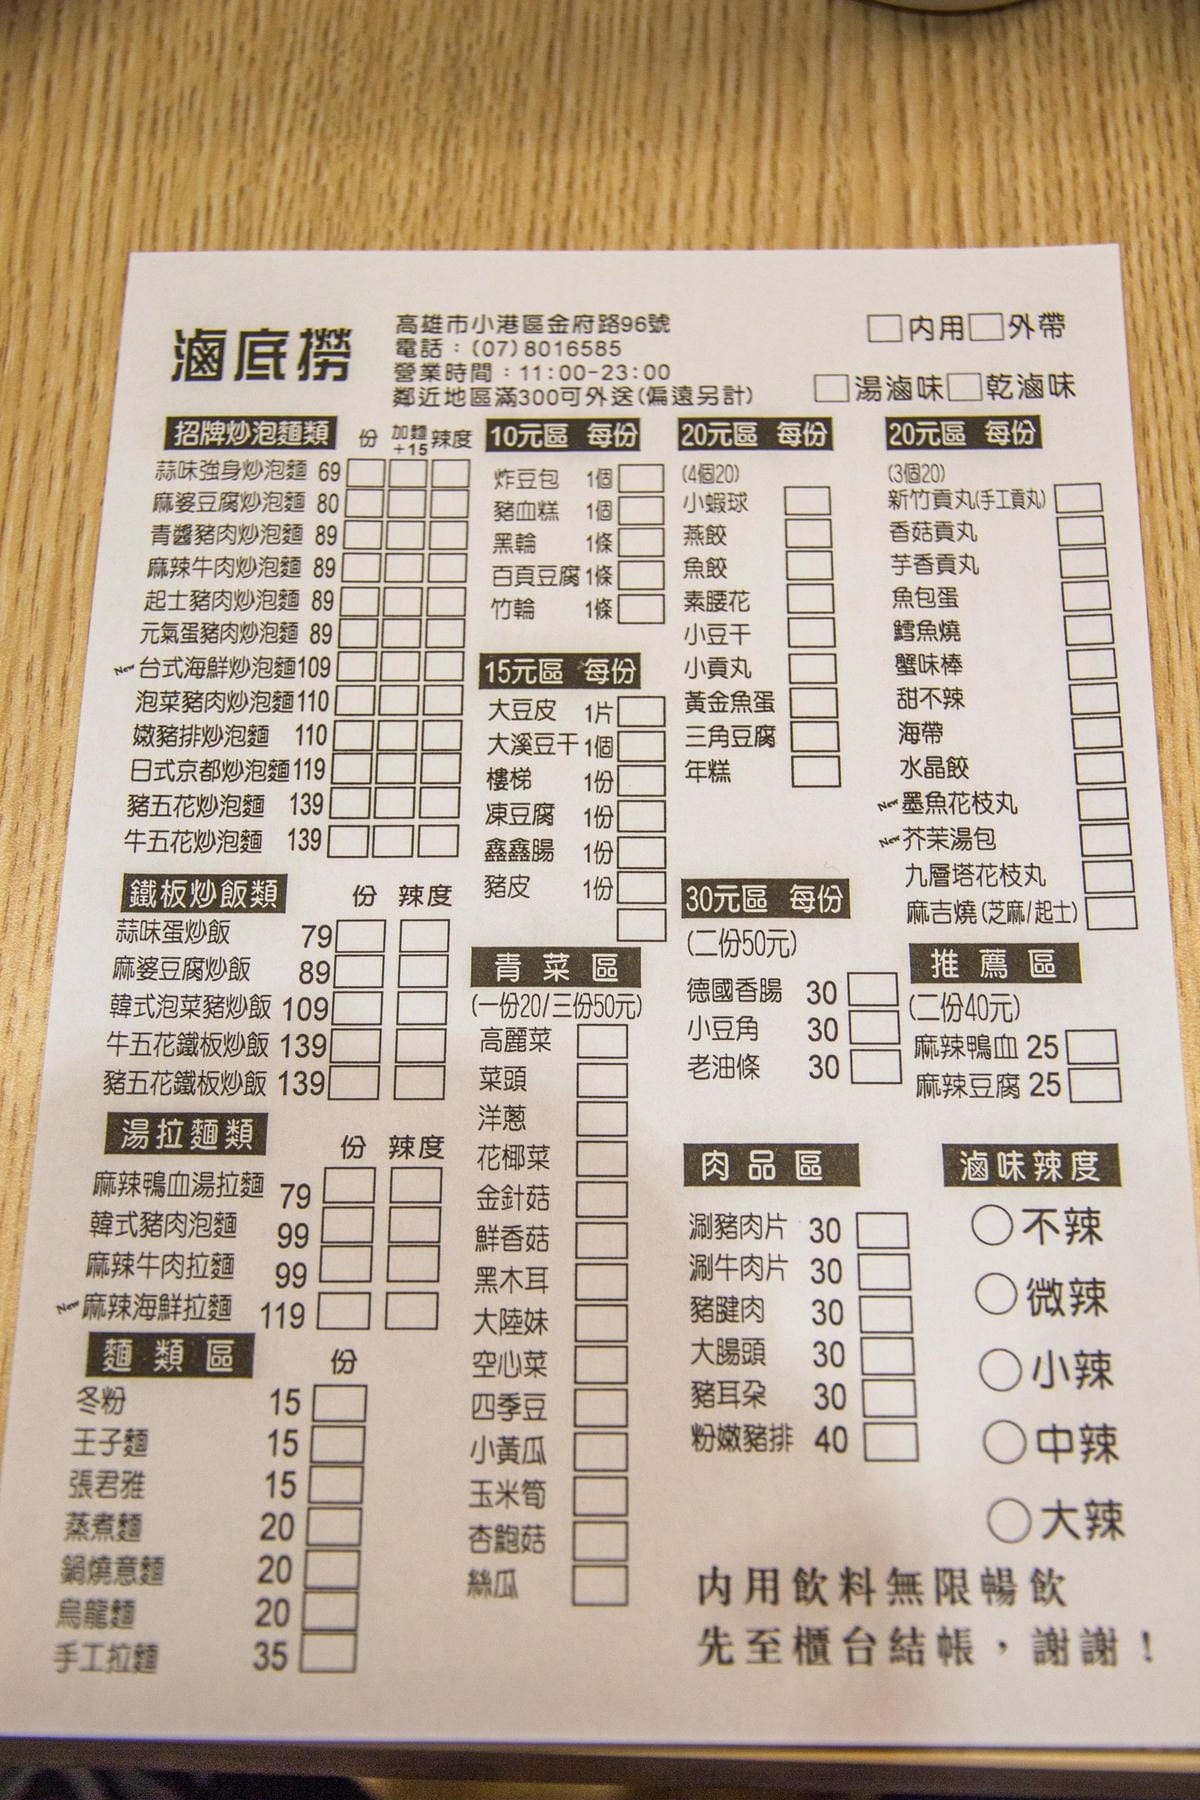 滷底撈
高雄市小港區金府路96號
電話：(07)8016585
營業時間：11:00-23:00
鄰近地區滿300可外送(偏遠另計)
□內用□外帶
□湯滷味□乾滷味
招牌炒泡麵類 份 加麵+15 辣度
蒜味強身炒泡麵 69
麻婆豆腐炒泡麵 80
青醬豬肉炒泡麵 89
麻辣牛肉炒泡麵 89
起士豬肉炒泡麵 89
元氣蛋豬肉炒泡麵 89
New 台式海鮮炒泡麵 109
泡菜豬肉炒泡麵 110
嫩豬排炒泡麵 110
日式京都炒泡麵 119
豬五花炒泡麵 139
牛五花炒泡麵 139
鐵板炒飯類 份 辣度
蒜味蛋炒飯 79
麻婆豆腐炒飯 89
韓式泡菜豬炒飯 109
牛五花鐵板炒飯 139
豬五花鐵板炒飯 139
湯拉麵類 份 辣度
麻辣鴨血湯拉麵 79
韓式豬肉泡麵 99
麻辣牛肉拉麵 99
New 麻辣海鮮拉麵 119
麵類區 份
冬粉 15
王子麵 15
張君雅 15
蒸煮麵 20
鍋燒意麵 20
烏龍麵 20
手工拉麵 35
10元區 每份
炸豆包 1個
豬血糕 1個
黑輪 1條
百頁豆腐 1條
竹輪 1條
15元區 每份
大豆皮 1片
大溪豆干 1個
樓梯 1份
凍豆腐 1份
鑫鑫腸 1份
豬皮 1份
青菜區
(一份20/三份50元)
高麗菜
菜頭
洋蔥
花椰菜
金針菇
鮮香菇
黑木耳
大陸妹
空心菜
四季豆
小黃瓜
玉米筍
杏鮑菇
絲瓜
20元區 每份
(4個20)
小蝦球
燕餃
魚餃
素腰花
小豆干
小貢丸
黃金魚蛋
三角豆腐
年糕
30元區 每份
(二份50元)
德國香腸 30
小豆角 30
老油條 30
肉品區
涮豬肉片 30
涮牛肉片 30
豬腱肉 30
大腸頭 30
豬耳朵 30
粉嫩豬排 40
20元區 每份
(3個20)
新竹貢丸(手工貢丸)
香菇貢丸
芋香貢丸
魚包蛋
鱈魚燒
蟹味棒
甜不辣
海帶
水晶餃
New 墨魚花枝丸
New 芥茉湯包
九層塔花枝丸
麻吉燒(芝麻/起士)
推薦區
(二份40元)
麻辣鴨血 25
麻辣豆腐 25
滷味辣度
○不辣
○微辣
○小辣
○中辣
○大辣
內用飲料無限暢飲
先至櫃台結帳，謝謝！